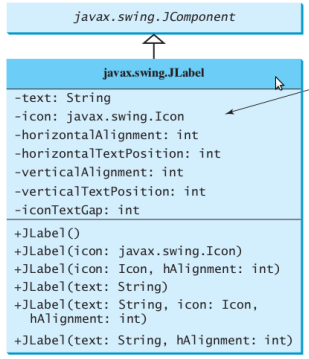 javax.swing.JComponent
javax.swing.JLabel
-text: String
-icon: javax.swing.Icon
-horizontalAlignment: int
-horizontalTextPosition: int
-verticalAlignment: int
-verticalTextPosition: int
-iconTextGap: int
+JLabel()
+JLabel(icon: javax.swing.Icon)
+JLabel(icon: Icon, hAlignment: int)
+JLabel(text: String)
+JLabel(text: String, icon: Icon,
hAlignment: int)
+JLabel(text: String, hAlignment: int)